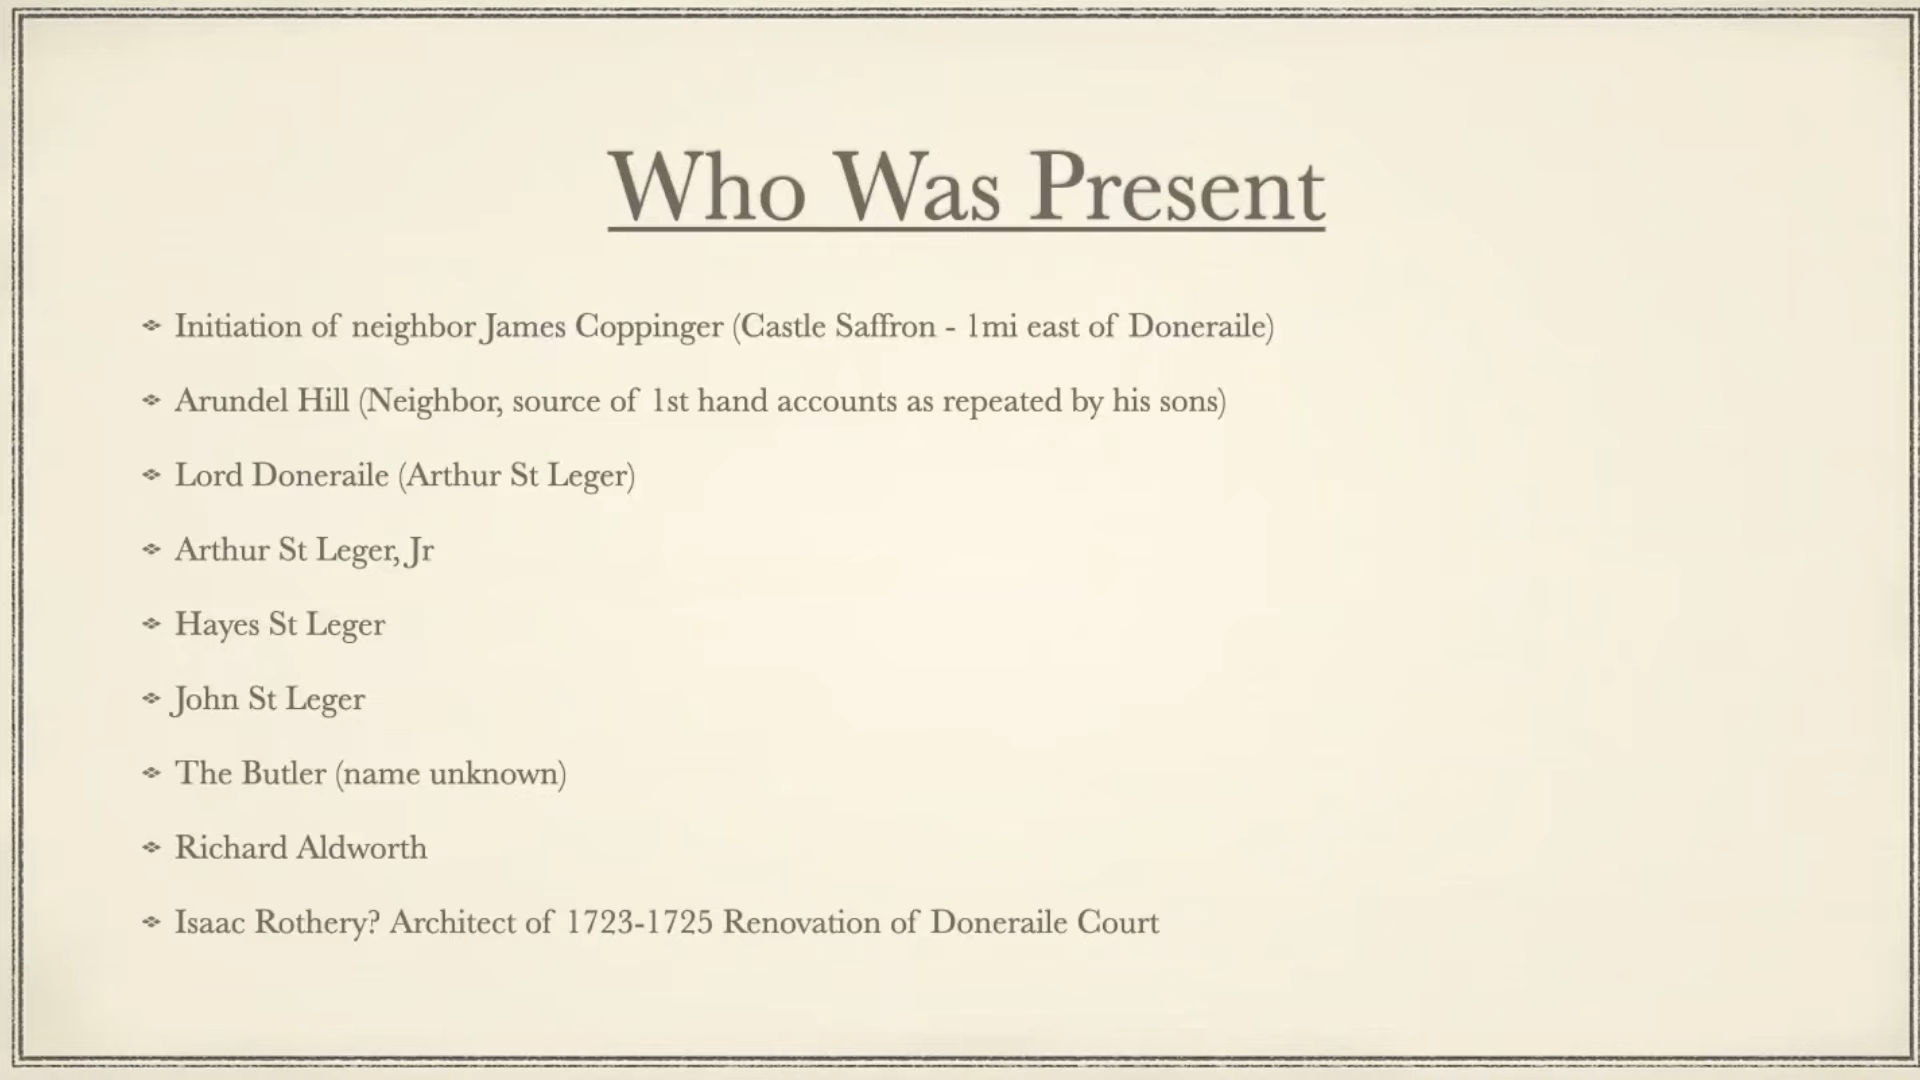 Who Was Present
Initiation of neighbor James Coppinger (Castle Saffron - 1mi east of Doneraile)
Arundel Hill (Neighbor, source of 1st hand accounts as repeated by his sons)
Lord Doneraile (Arthur St Leger)
Arthur St Leger, Jr
Hayes St Leger
John St Leger
The Butler (name unknown)
Richard Aldworth
Isaac Rothery? Architect of 1723-1725 Renovation of Doneraile Court